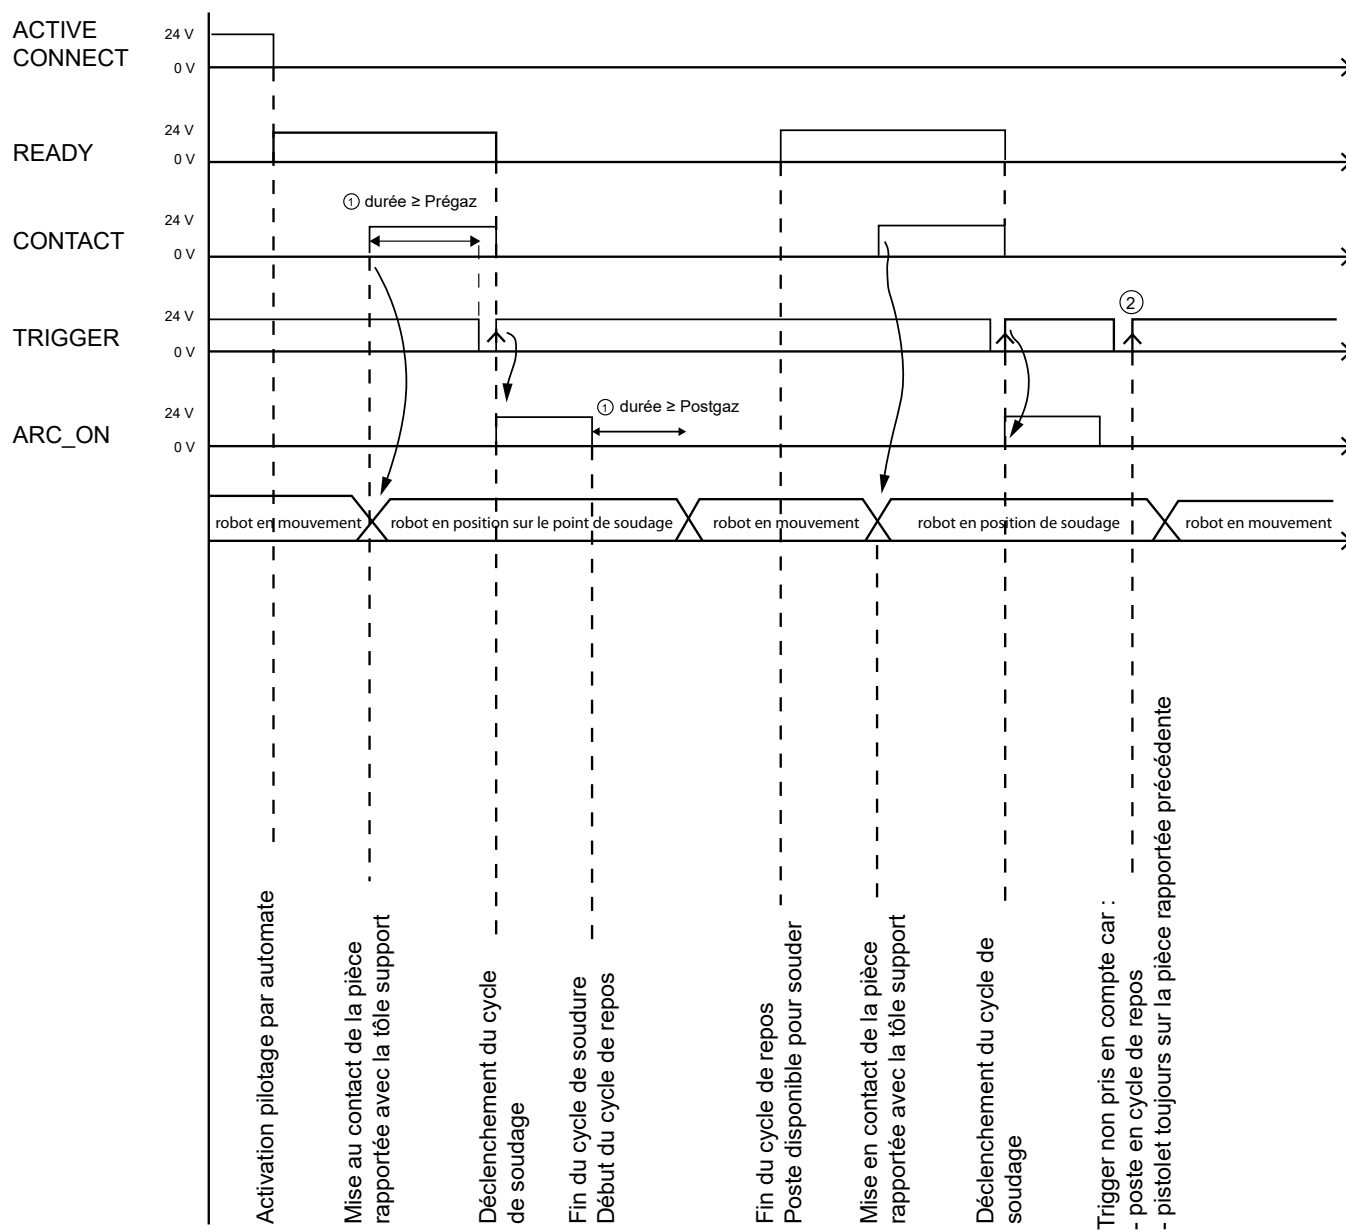 ACTIVE
CONNECT
24 V
0 V
READY
24 V
0 V
① durée ≥ Prégaz
CONTACT
24 V
0 V
TRIGGER
24 V
0 V
②
ARC_ON
24 V
0 V
① durée ≥ Postgaz
robot en mouvement
robot en position sur le point de soudage
robot en mouvement
robot en position de soudage
robot en mouvement
Activation pilotage par automate
Mise au contact de la pièce
rapportée avec la tôle support
Déclenchement du cycle
de soudage
Fin du cycle de soudure
Début du cycle de repos
Fin du cycle de repos
Poste disponible pour souder
Mise en contact de la pièce
rapportée avec la tôle support
Déclenchement du cycle de
soudage
Trigger non pris en compte car :
- poste en cycle de repos
- pistolet toujours sur la pièce rapportée précédente